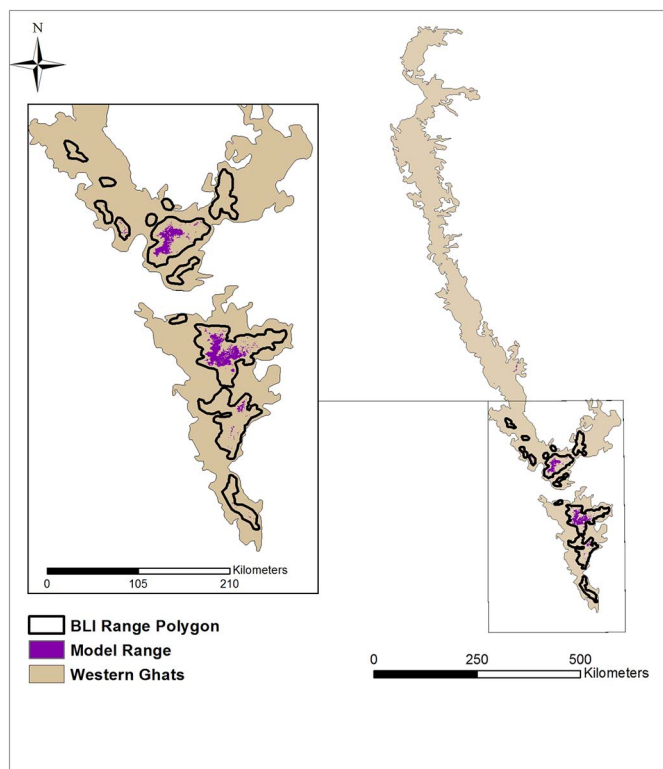 N
Kilometers
0 105 210
BLI Range Polygon
Model Range
Western Ghats
0 250 500
Kilometers